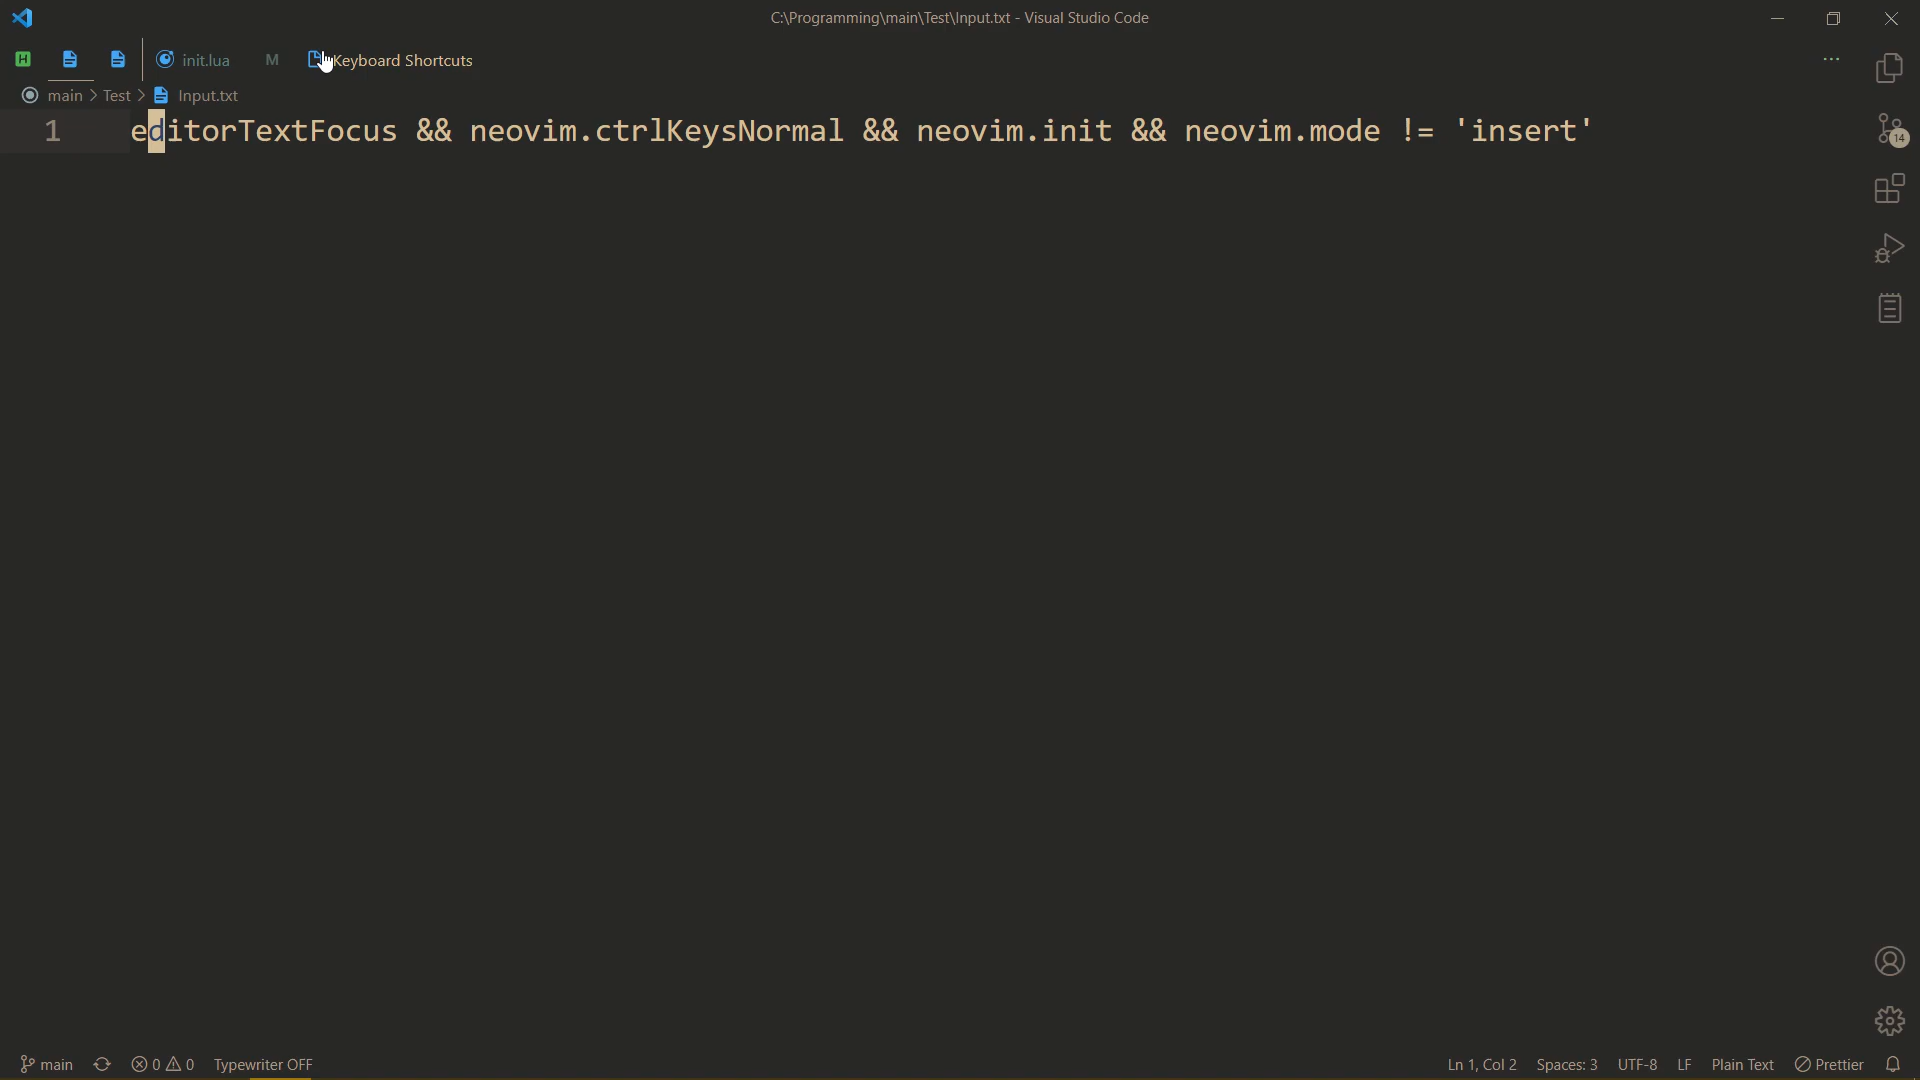 C:\Programming\main\Test\Input.txt - Visual Studio Code
H
init.lua M Keyboard Shortcuts
main > Test > Input.txt
14
1 editorTextFocus && neovim.ctrlKeysNormal && neovim.init && neovim.mode != 'insert'
main 0 0 Typewriter OFF Ln 1, Col 2 Spaces: 3 UTF-8 LF Plain Text Prettier